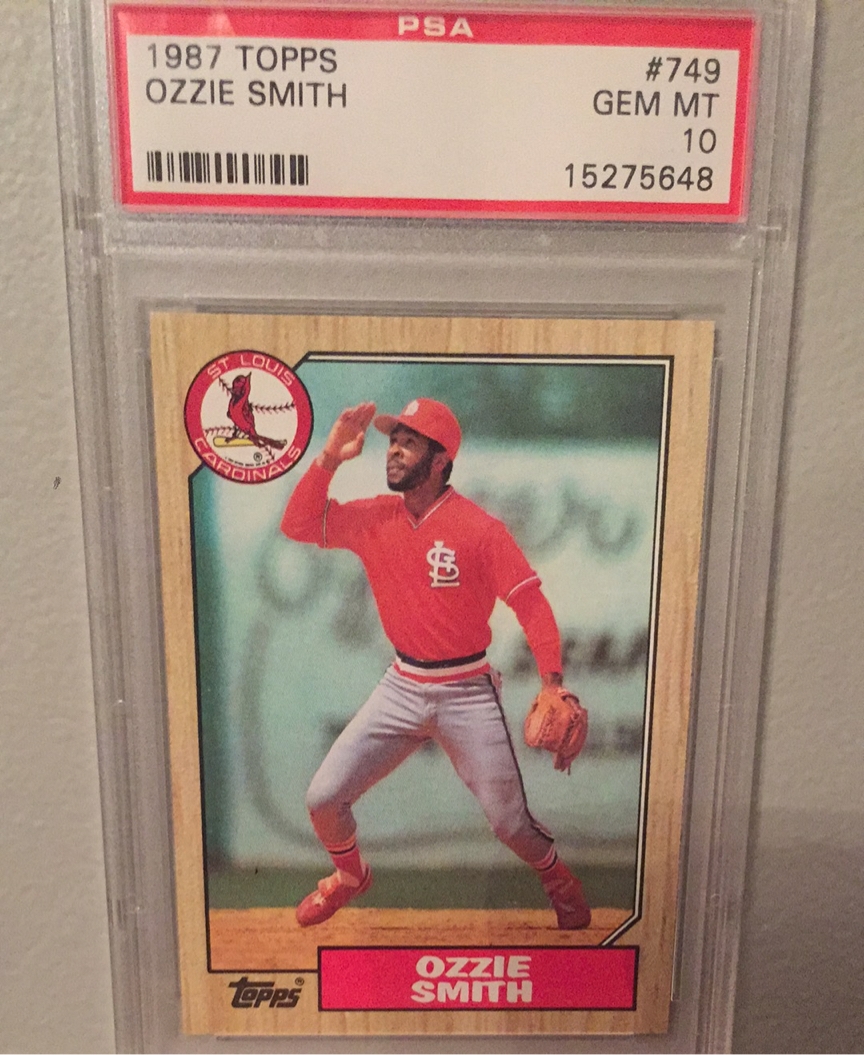 PSA
1987 TOPPS
#749
OZZIE SMITH
GEM MT
10
15275648
ST LOUIS
CARDINALS
®
StL
topps®
OZZIE
SMITH